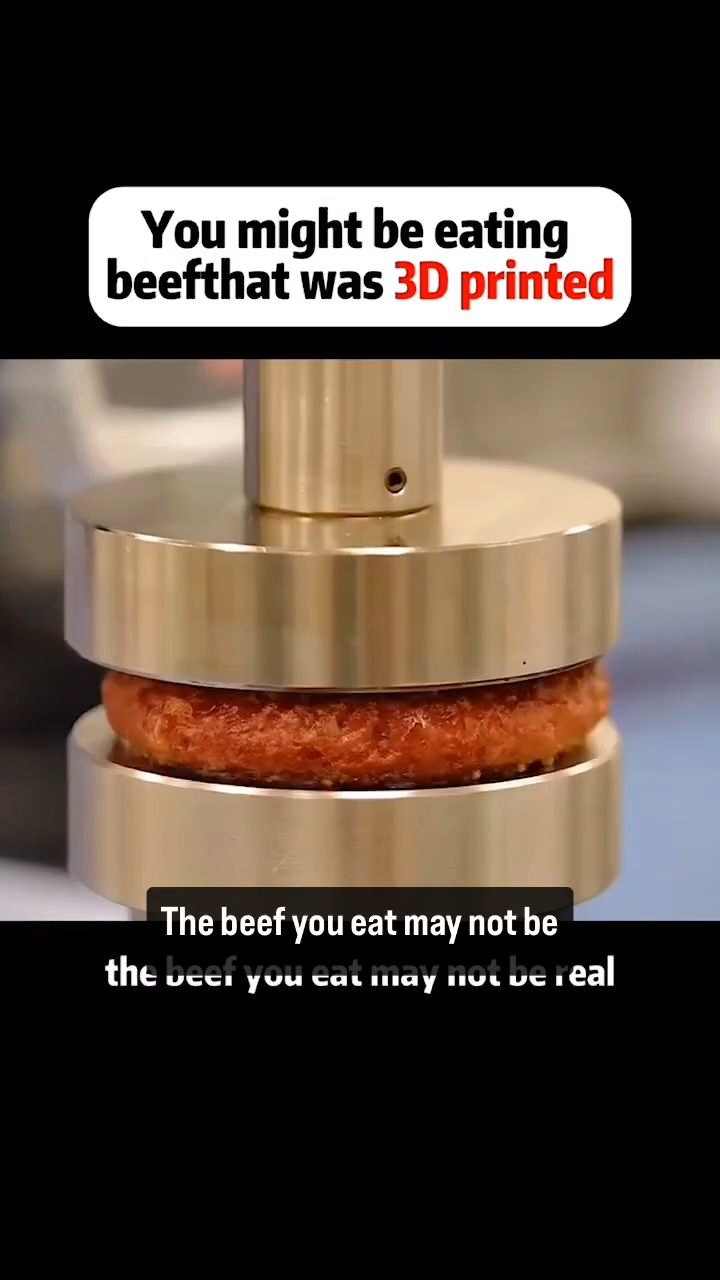 You might be eating
beefthat was 3D printed
The beef you eat may not be
the beef you eat may not be real